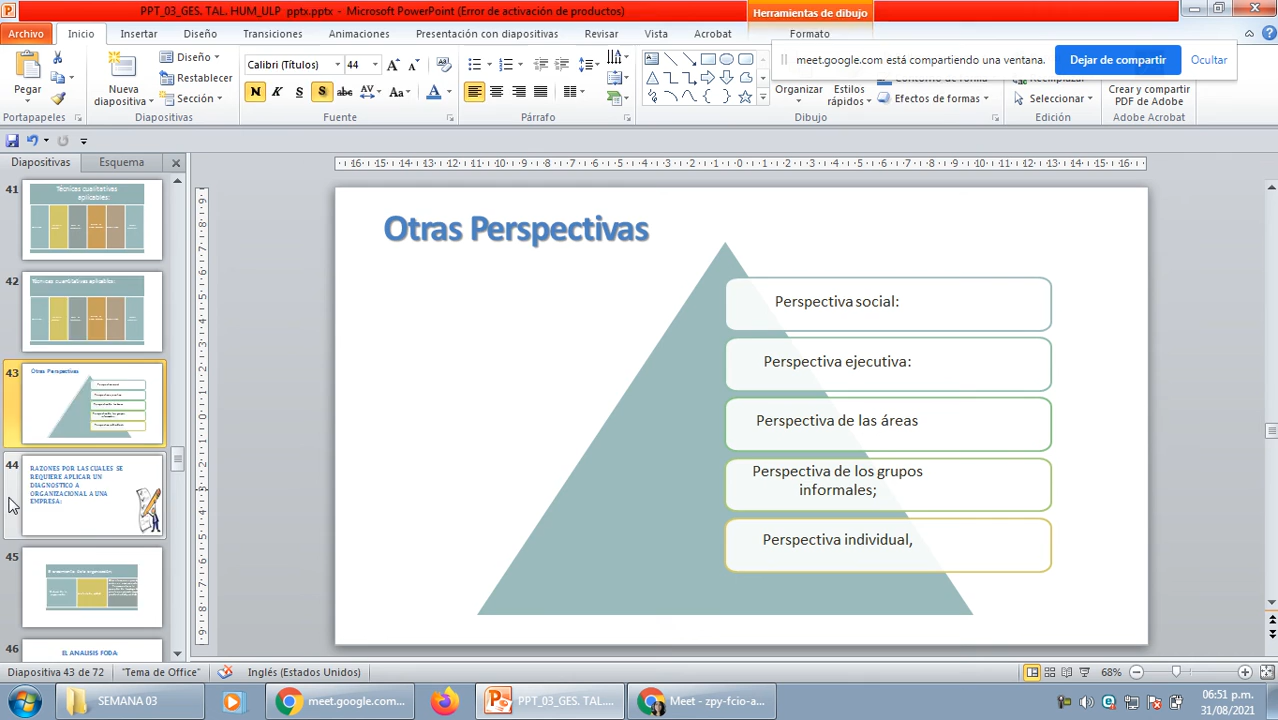 PPT_03_GES. TAL. HUM_ULP pptx.pptx - Microsoft PowerPoint (Error de activación de productos)
Herramientas de dibujo
Archivo
Inicio
Insertar
Diseño
Transiciones
Animaciones
Presentación con diapositivas
Revisar
Vista
Acrobat
Formato
meet.google.com está compartiendo una ventana.
Dejar de compartir
Ocultar
Pegar
Nueva
diapositiva
Diseño
Restablecer
Sección
Calibri (Títulos)
44
N K S S abc AV Aa A
Organizar
Estilos
rápidos
Efectos de formas
Seleccionar
Crear y compartir
PDF de Adobe
Portapapeles
Diapositivas
Fuente
Párrafo
Dibujo
Edición
Adobe Acrobat
Diapositivas
Esquema
41
Técnicas cualitativas
aplicables:
42
Técnicas cuantitativas aplicables:
43
Otras Perspectivas
44
RAZONES POR LAS CUALES SE
REQUIERE APLICAR UN
DIAGNOSTICO A
ORGANIZACIONAL A UNA
EMPRESA:
45
46
EL ANALISIS FODA:
Otras Perspectivas
Perspectiva social:
Perspectiva ejecutiva:
Perspectiva de las áreas
Perspectiva de los grupos
informales;
Perspectiva individual,
Diapositiva 43 de 72
"Tema de Office"
Inglés (Estados Unidos)
68%
SEMANA 03
meet.google.com...
PPT_03_GES. TAL....
Meet - zpy-fcio-a...
06:51 p.m.
31/08/2021